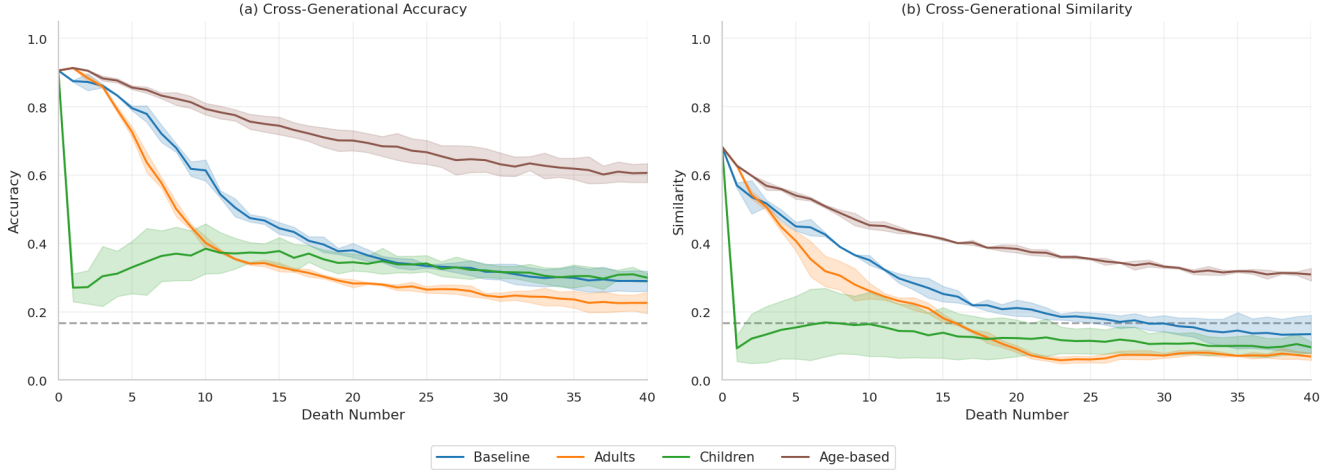 (a) Cross-Generational Accuracy
1.0
0.8
0.6
0.4
0.2
0.0
Accuracy
0 5 10 15 20 25 30 35 40
Death Number
(b) Cross-Generational Similarity
1.0
0.8
0.6
0.4
0.2
0.0
Similarity
0 5 10 15 20 25 30 35 40
Death Number
Baseline Adults Children Age-based